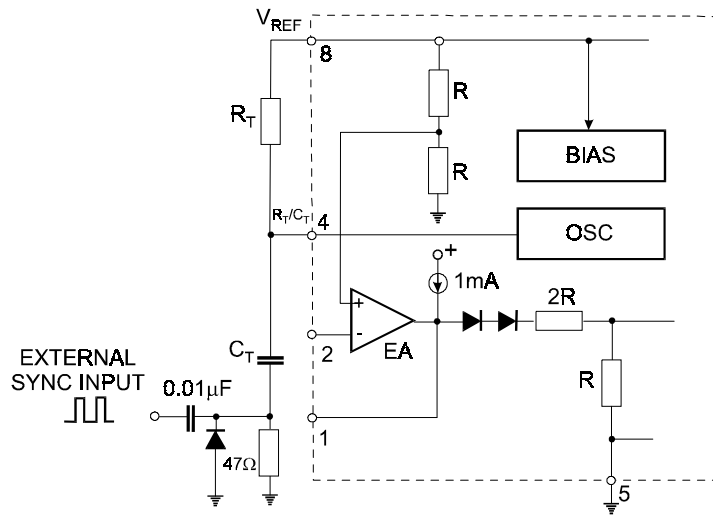 VREF
8
RT
R
R
BIAS
RT/CT
4
OSC
+
1mA
+
-
2R
2
EA
CT
EXTERNAL
SYNC INPUT
0.01µF
R
1
47Ω
5